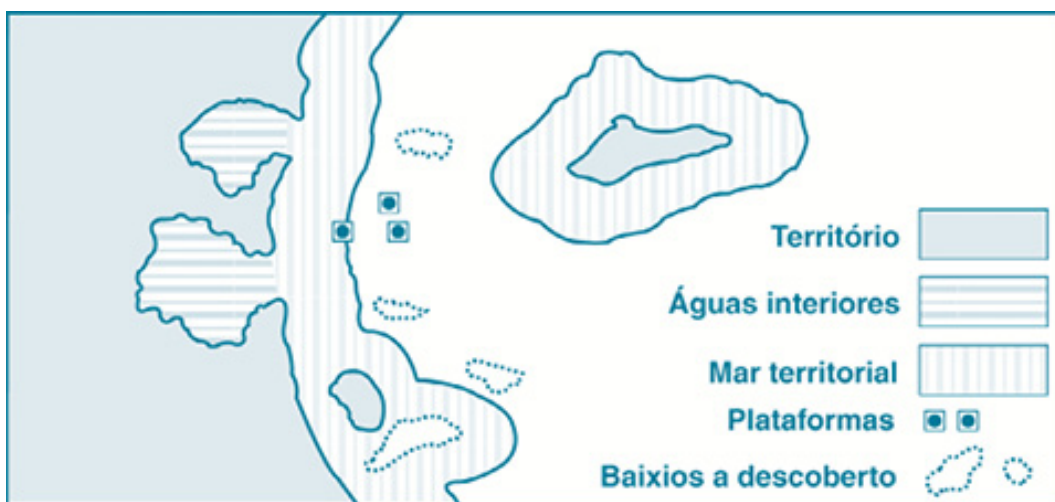 Território
Águas interiores
Mar territorial
Plataformas
Baixios a descoberto